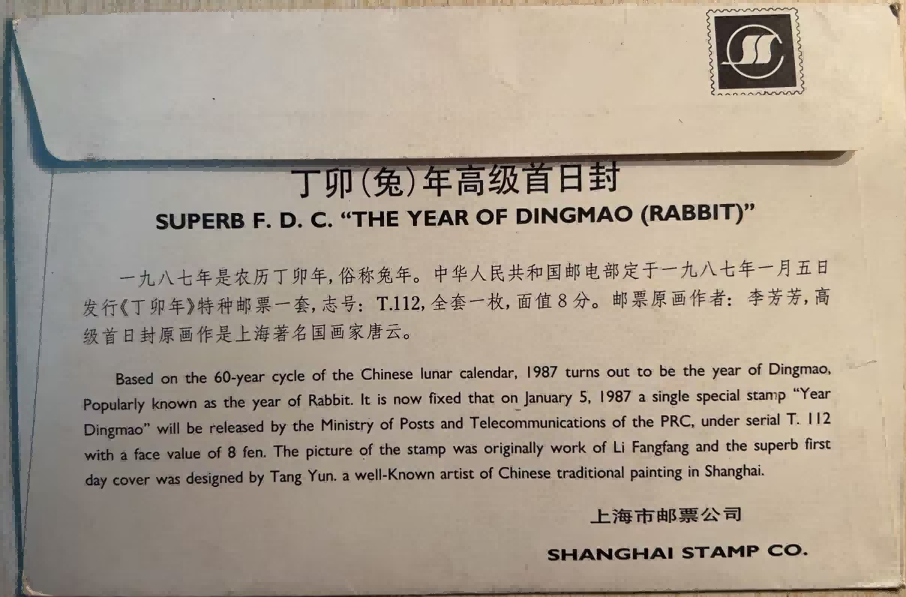 丁卯(兔)年高级首日封
SUPERB F. D. C. “THE YEAR OF DINGMAO (RABBIT)”
一九八七年是农历丁卯年,俗称兔年。中华人民共和国邮电部定于一九八七年一月五日
发行《丁卯年》特种邮票一套,志号: T.112, 全套一枚,面值8分。邮票原画作者: 李芳芳,高
级首日封原画作是上海著名国画家唐云。
Based on the 60-year cycle of the Chinese lunar calendar, 1987 turns out to be the year of Dingmao,
Popularly known as the year of Rabbit. It is now fixed that on January 5, 1987 a single special stamp “Year
Dingmao” will be released by the Ministry of Posts and Telecommunications of the PRC, under serial T. 112
with a face value of 8 fen. The picture of the stamp was originally work of Li Fangfang and the superb first
day cover was designed by Tang Yun. a well-Known artist of Chinese traditional painting in Shanghai.
上海市邮票公司
SHANGHAI STAMP CO.